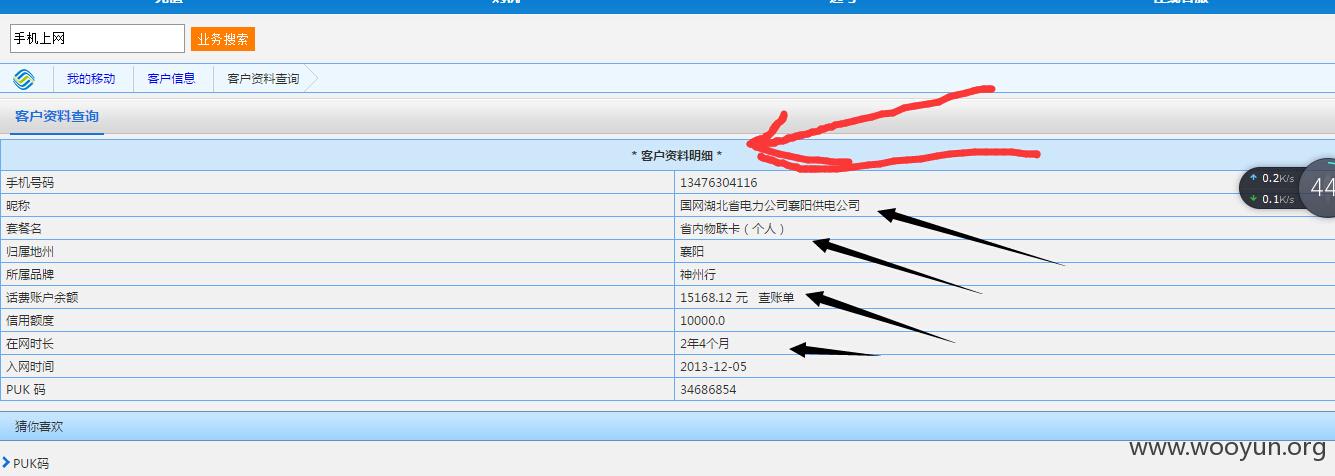 手机上网 业务搜索
我的移动 客户信息 客户资料查询
客户资料查询
* 客户资料明细 *
手机号码 13476304116
昵称 国网湖北省电力公司襄阳供电公司
套餐名 省内物联卡（个人）
归属地州 襄阳
所属品牌 神州行
话费账户余额 15168.12 元 查账单
信用额度 10000.0
在网时长 2年4个月
入网时间 2013-12-05
PUK 码 34686854
0.2K/s
0.1K/s
44
猜你喜欢
PUK码
www.wooyun.org